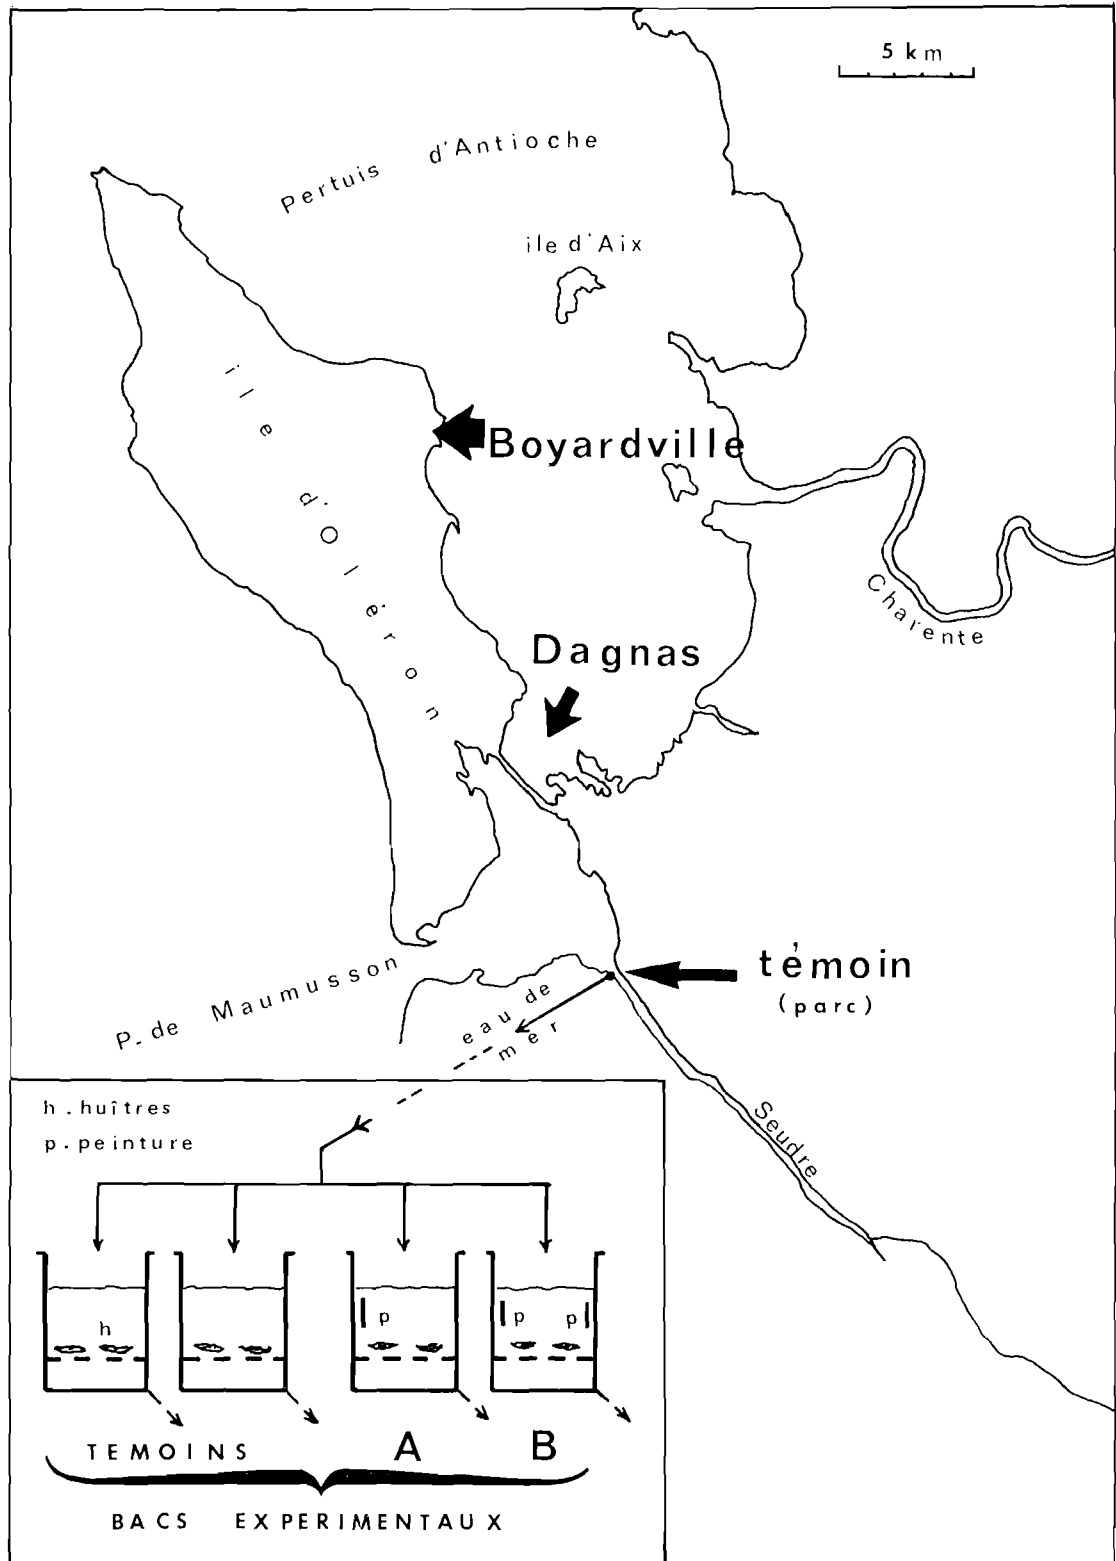 5 km
Pertuis d'Antioche
ile d'Aix
ile d'Olèron
Boyardville
Charente
Dagnas
témoin
(parc)
P. de Maumusson
eau de
mer
Seudre
h. huîtres
p. peinture
h
p
p
p
TEMOINS
A
B
BACS EXPERIMENTAUX